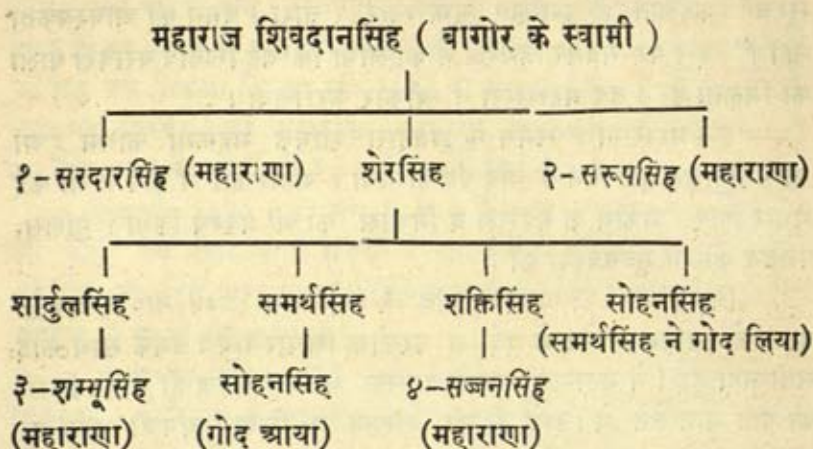 महाराज शिवदानसिंह ( बागोर के स्वामी )
१-सरदारसिंह (महाराणा) शेरसिंह २-सरूपसिंह (महाराणा)
शार्दुलसिंह समर्थसिंह शक्तिसिंह सोहनसिंह
(समर्थसिंह ने गोद लिया)
३-शम्भूसिंह सोहनसिंह ४-सज्जनसिंह
(महाराणा) (गोद आया) (महाराणा)